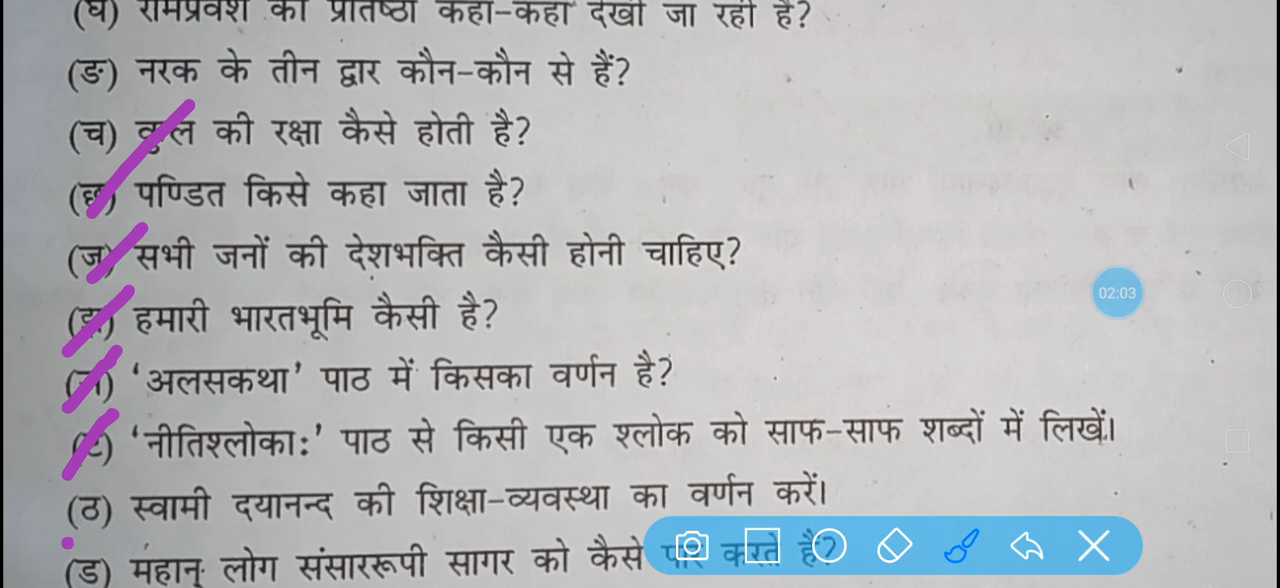 (घ) रामप्रवेश की प्रतिष्ठा कहाँ-कहाँ देखी जा रही है?
(ङ) नरक के तीन द्वार कौन-कौन से हैं?
(च) कुल की रक्षा कैसे होती है?
(छ) पण्डित किसे कहा जाता है?
(ज) सभी जनों की देशभक्ति कैसी होनी चाहिए?
(झ) हमारी भारतभूमि कैसी है?
02:03
(ञ) 'अलसकथा' पाठ में किसका वर्णन है?
(ट) 'नीतिश्लोकाः' पाठ से किसी एक श्लोक को साफ-साफ शब्दों में लिखें।
(ठ) स्वामी दयानन्द की शिक्षा-व्यवस्था का वर्णन करें।
(ड) महान् लोग संसाररूपी सागर को कैसे पार करते हैं?